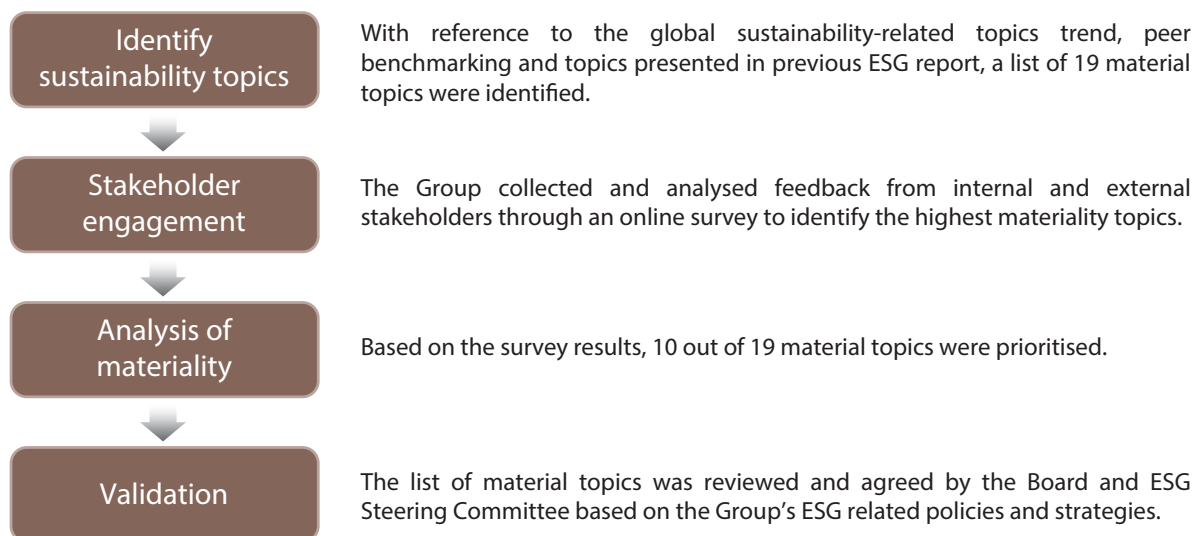 Identify
sustainability topics
With reference to the global sustainability-related topics trend, peer
benchmarking and topics presented in previous ESG report, a list of 19 material
topics were identified.
Stakeholder
engagement
The Group collected and analysed feedback from internal and external
stakeholders through an online survey to identify the highest materiality topics.
Analysis of
materiality
Based on the survey results, 10 out of 19 material topics were prioritised.
Validation
The list of material topics was reviewed and agreed by the Board and ESG
Steering Committee based on the Group's ESG related policies and strategies.